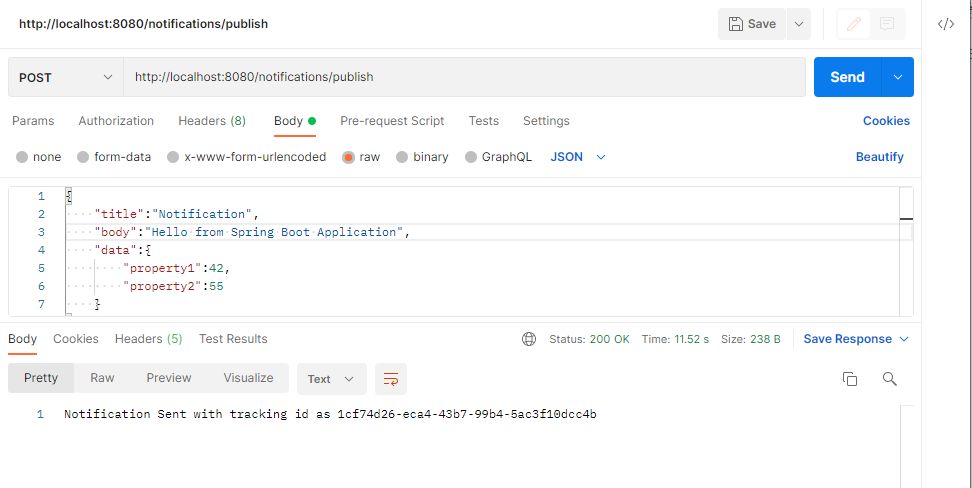 http://localhost:8080/notifications/publish
Save
POST
http://localhost:8080/notifications/publish
Send
Params Authorization Headers (8) Body Pre-request Script Tests Settings Cookies
none form-data x-www-form-urlencoded raw binary GraphQL JSON Beautify
1 {
2 "title":"Notification",
3 "body":"Hello from Spring Boot Application",
4 "data":{
5 "property1":42,
6 "property2":55
7 }
Body Cookies Headers (5) Test Results Status: 200 OK Time: 11.52 s Size: 238 B Save Response
Pretty Raw Preview Visualize Text
1 Notification Sent with tracking id as 1cf74d26-eca4-43b7-99b4-5ac3f10dcc4b